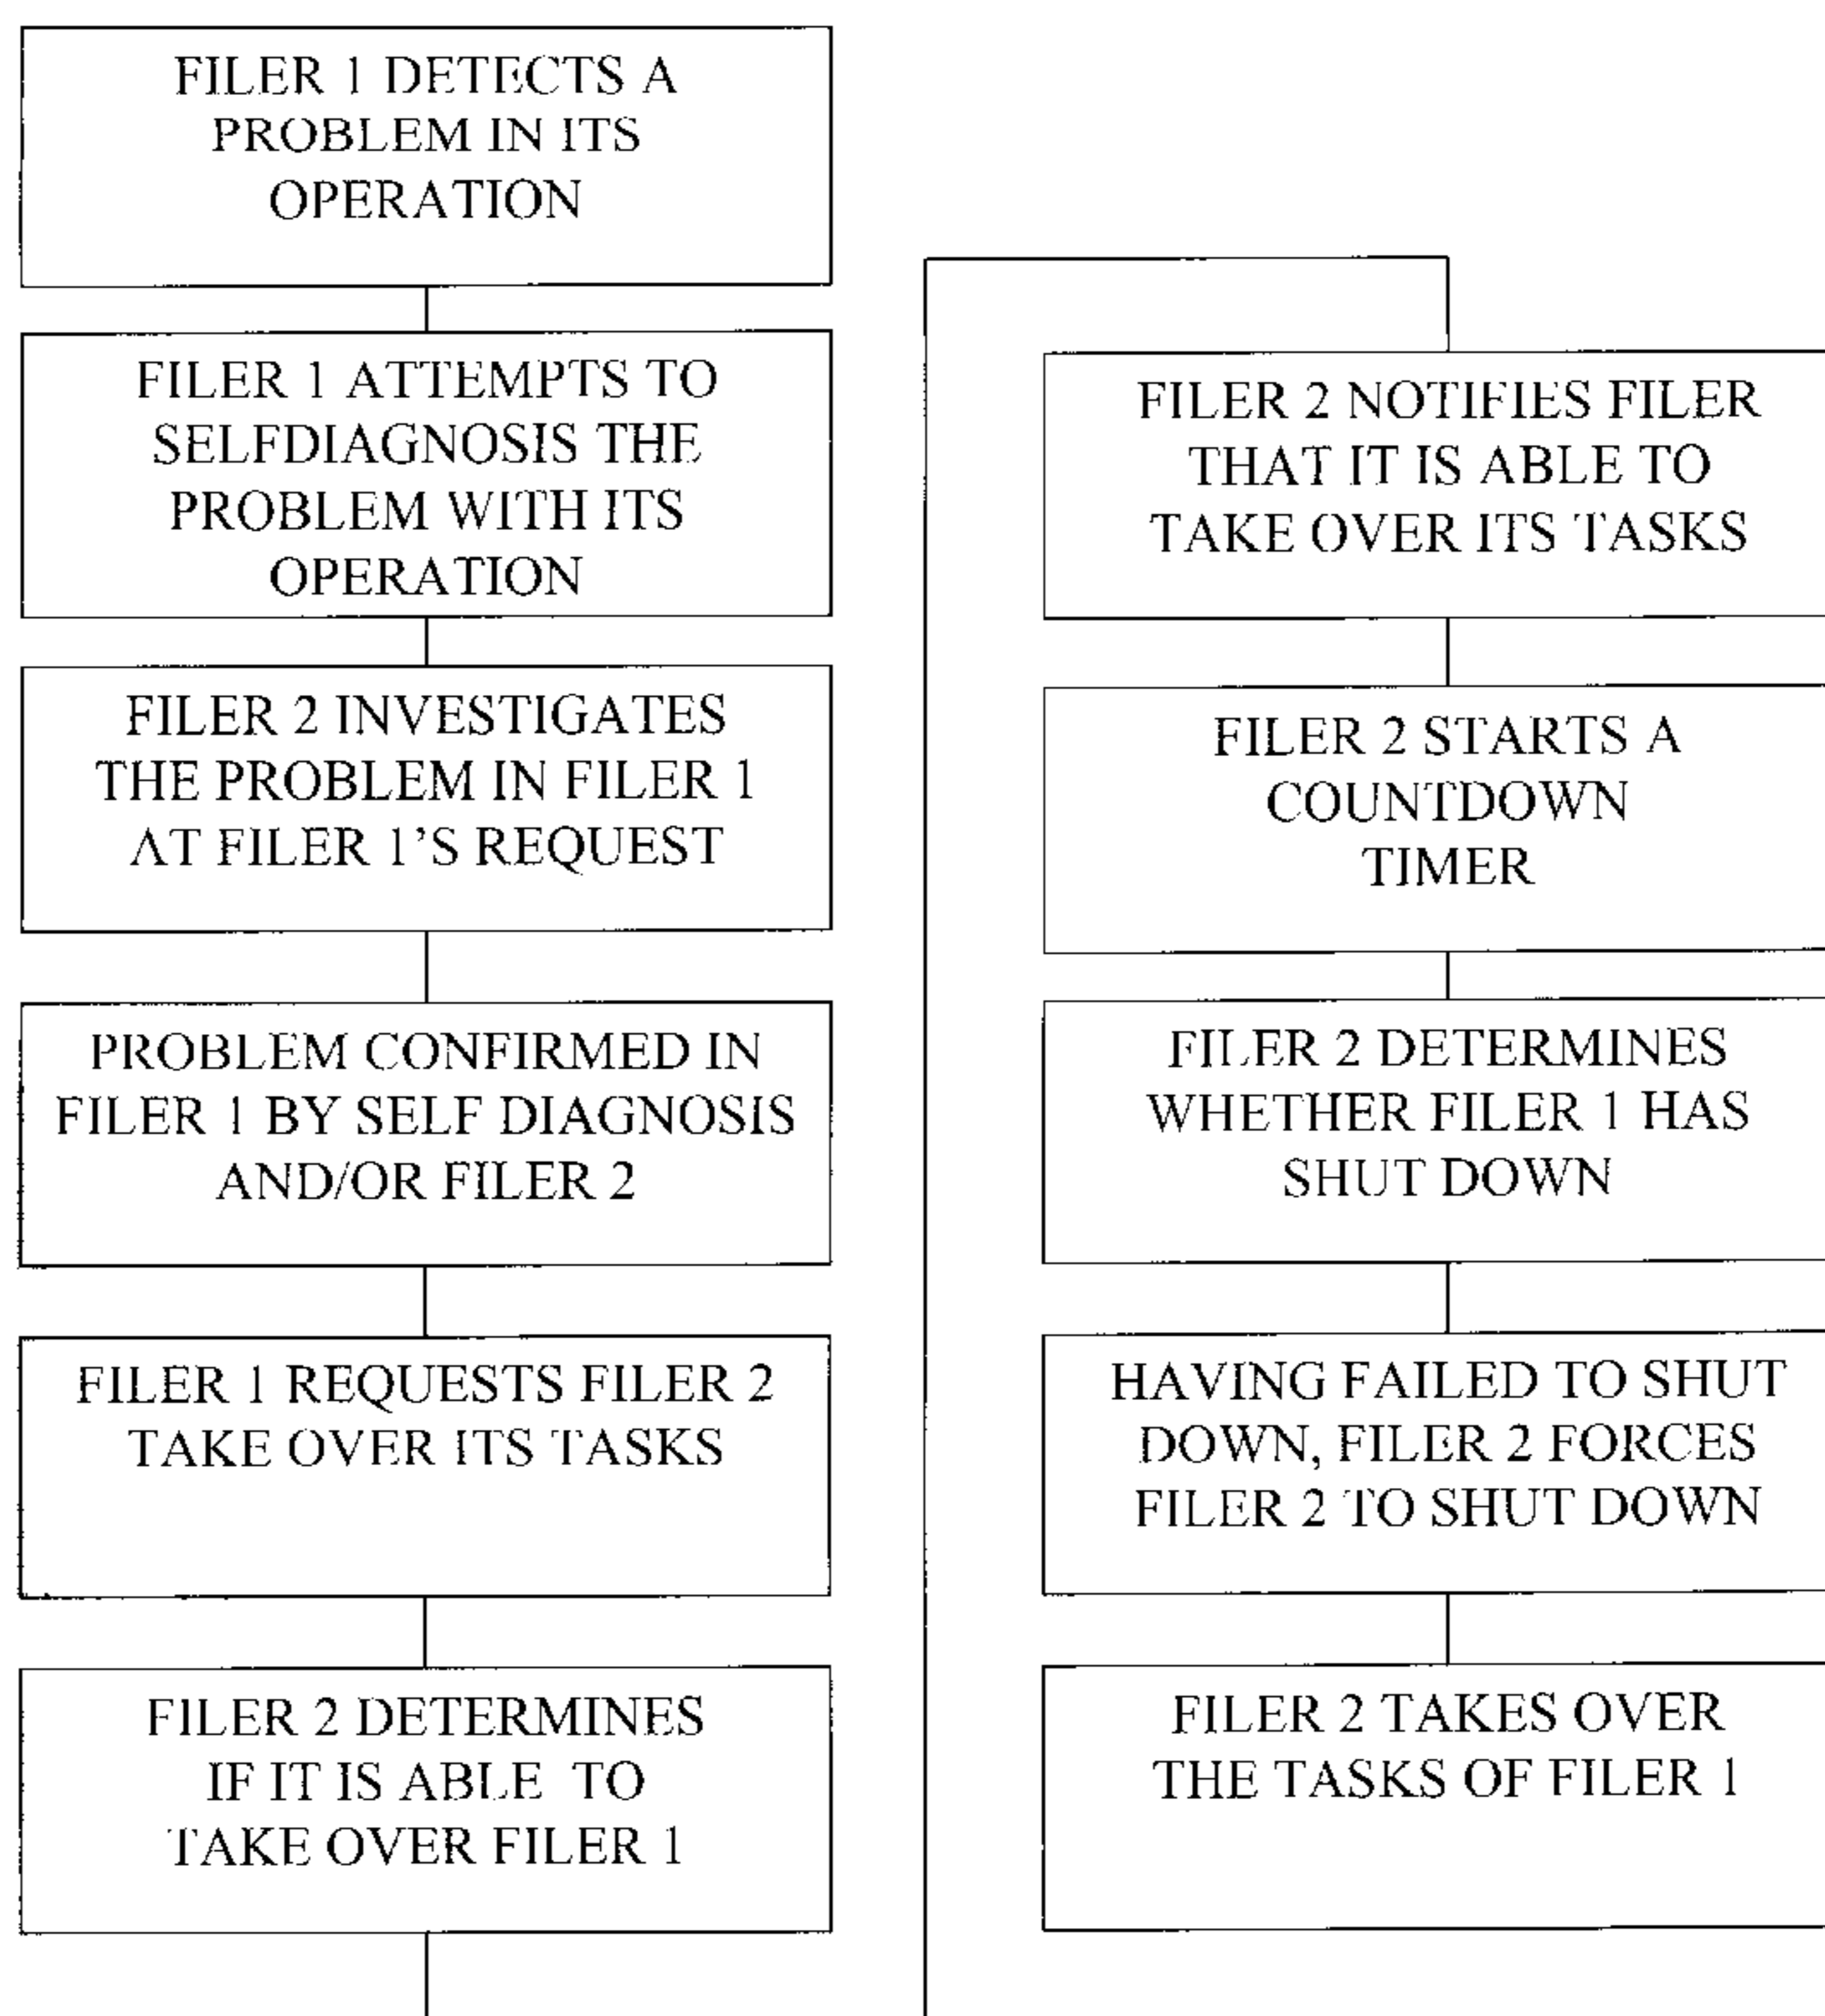 FILER 1 DETECTS A
PROBLEM IN ITS
OPERATION
FILER 1 ATTEMPTS TO
SELFDIAGNOSIS THE
PROBLEM WITH ITS
OPERATION
FILER 2 INVESTIGATES
THE PROBLEM IN FILER 1
AT FILER 1’S REQUEST
PROBLEM CONFIRMED IN
FILER 1 BY SELF DIAGNOSIS
AND/OR FILER 2
FILER 1 REQUESTS FILER 2
TAKE OVER ITS TASKS
FILER 2 DETERMINES
IF IT IS ABLE TO
TAKE OVER FILER 1
FILER 2 NOTIFIES FILER
THAT IT IS ABLE TO
TAKE OVER ITS TASKS
FILER 2 STARTS A
COUNTDOWN
TIMER
FILER 2 DETERMINES
WHETHER FILER 1 HAS
SHUT DOWN
HAVING FAILED TO SHUT
DOWN, FILER 2 FORCES
FILER 2 TO SHUT DOWN
FILER 2 TAKES OVER
THE TASKS OF FILER 1